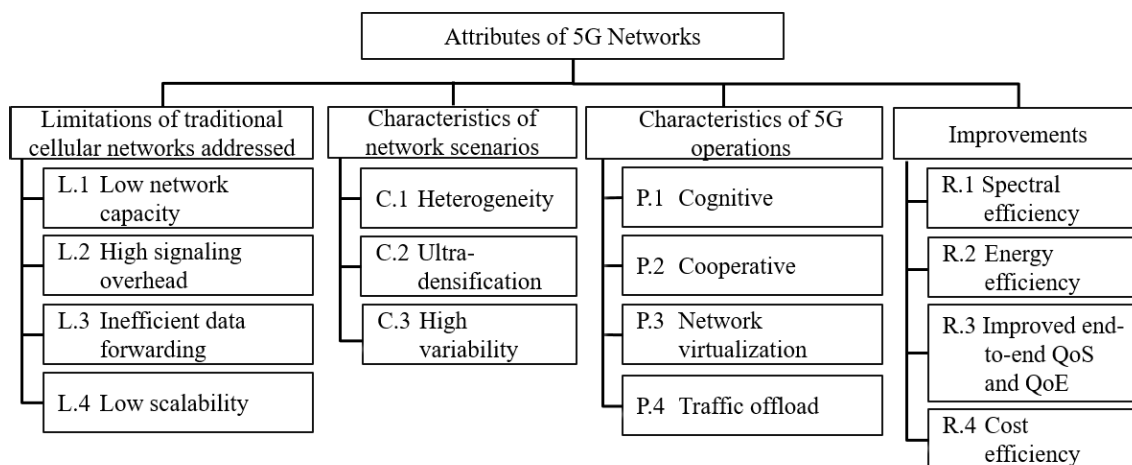 Attributes of 5G Networks
Limitations of traditional
cellular networks addressed
L.1 Low network
capacity
L.2 High signaling
overhead
L.3 Inefficient data
forwarding
L.4 Low scalability
Characteristics of
network scenarios
C.1 Heterogeneity
C.2 Ultra-
densification
C.3 High
variability
Characteristics of 5G
operations
P.1 Cognitive
P.2 Cooperative
P.3 Network
virtualization
P.4 Traffic offload
Improvements
R.1 Spectral
efficiency
R.2 Energy
efficiency
R.3 Improved end-
to-end QoS
and QoE
R.4 Cost
efficiency